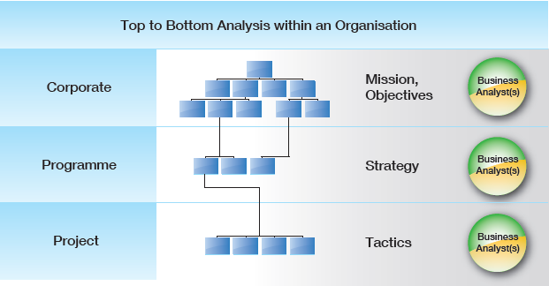 Top to Bottom Analysis within an Organisation
Corporate
Mission,
Objectives
Business
Analyst(s)
Programme
Strategy
Business
Analyst(s)
Project
Tactics
Business
Analyst(s)